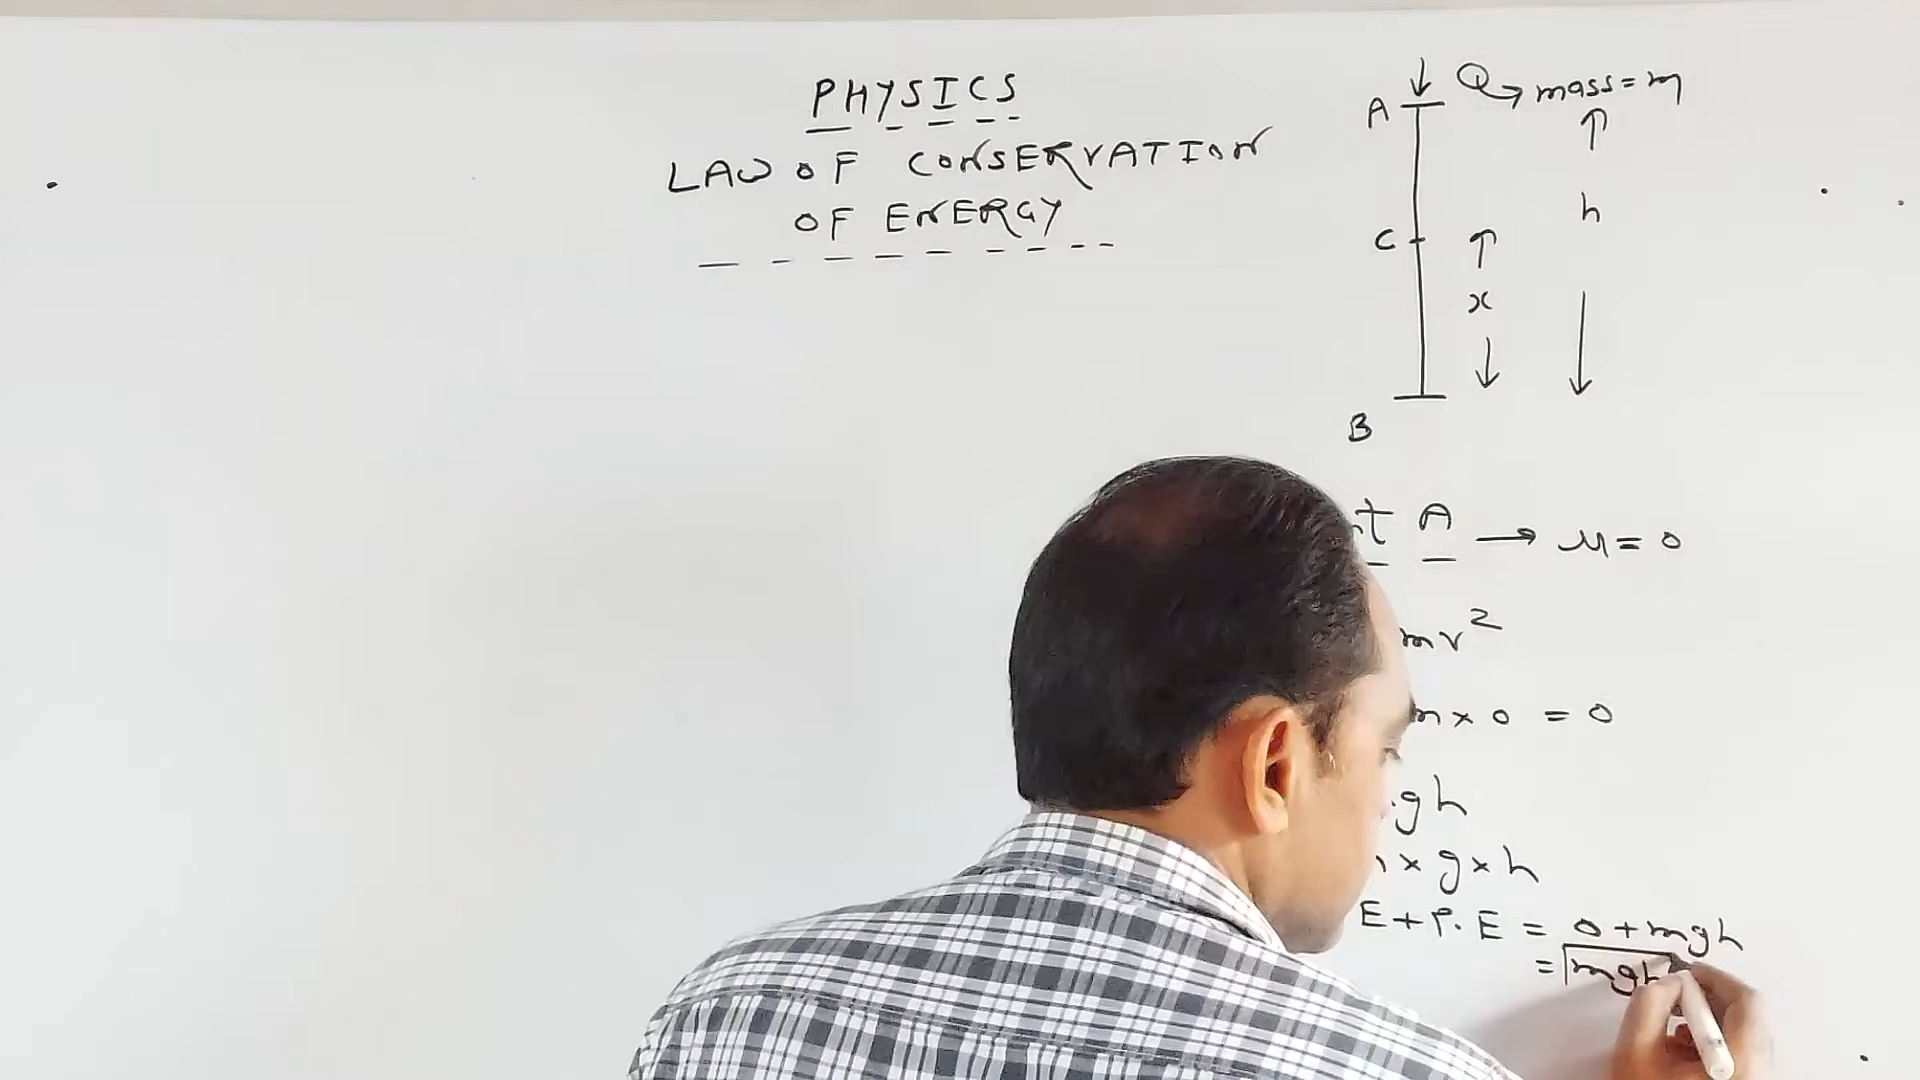 PHYSICS
LAW OF CONSERVATION
OF ENERGY
A
mass = m
h
C
x
B
A → u = 0
mv²
m × 0 = 0
gh
× g × h
E + P.E = 0 + mgh
= mgh